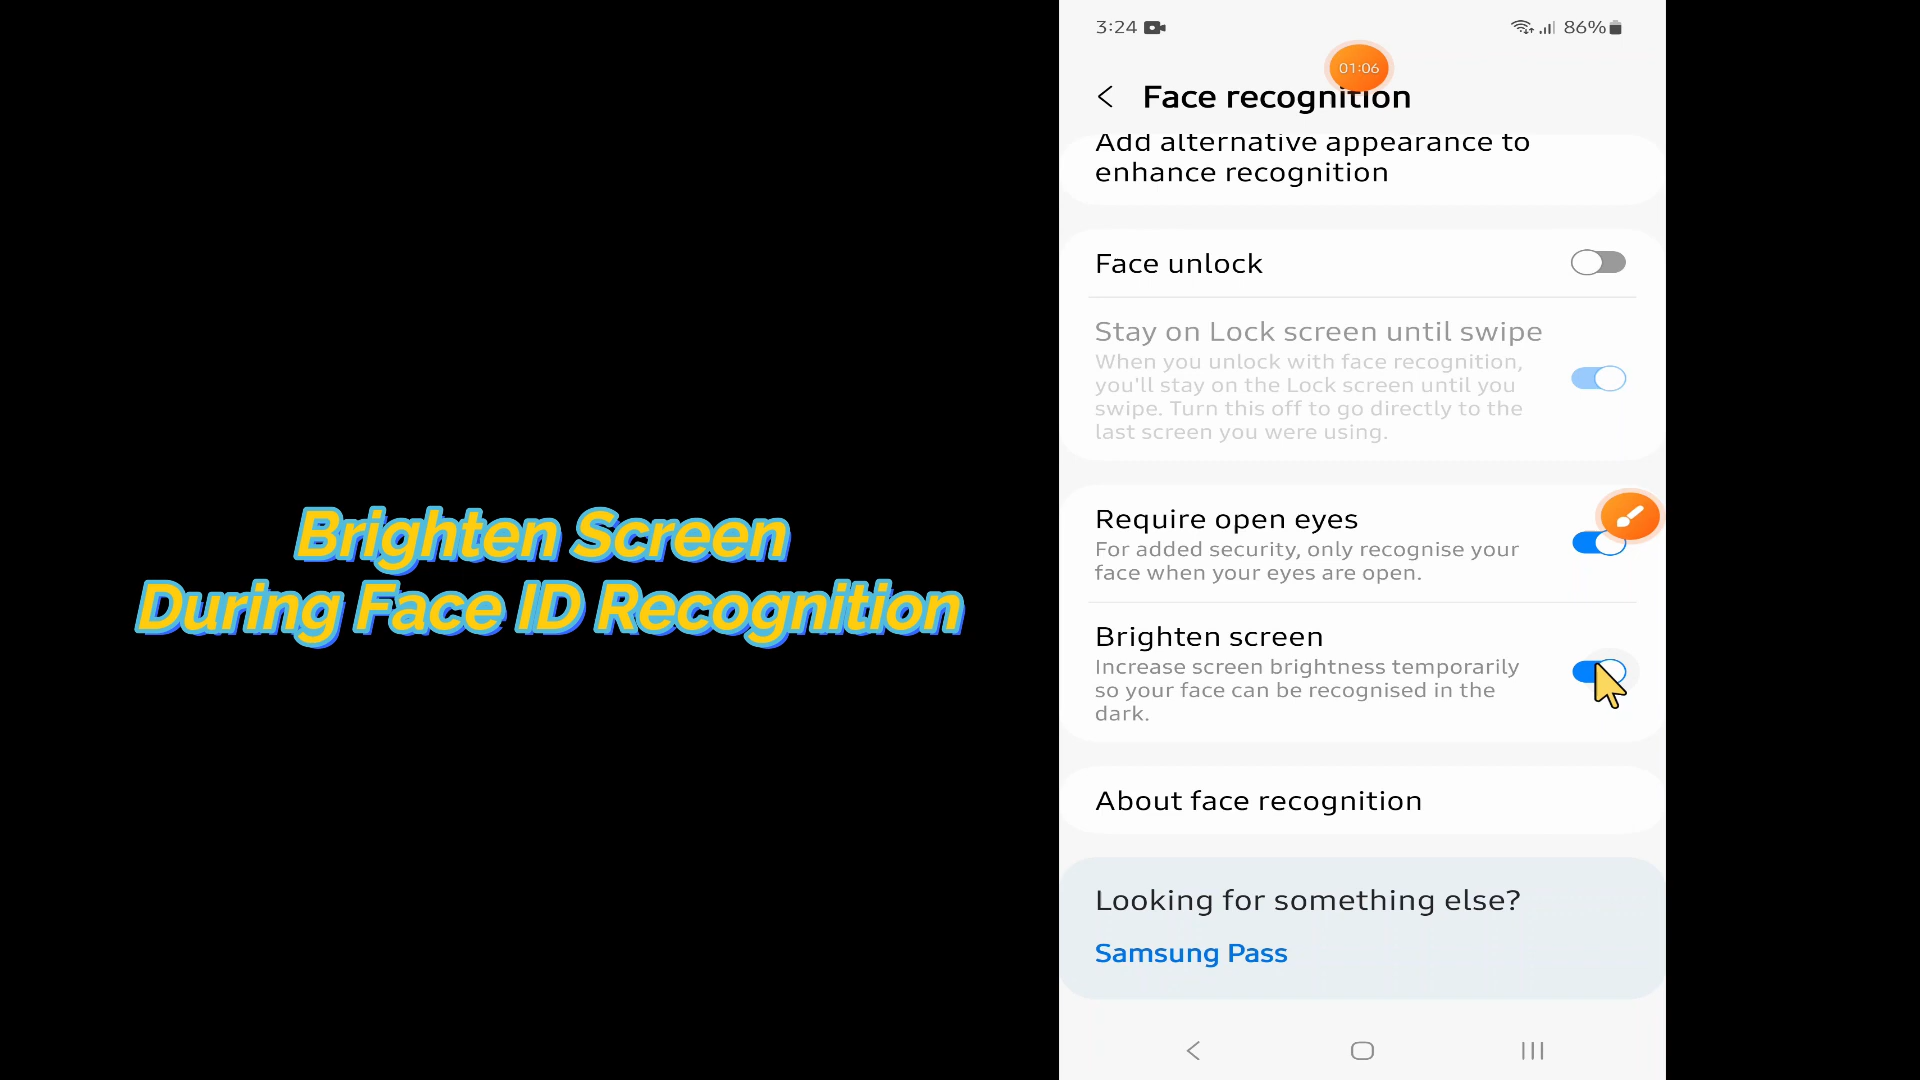 Brighten Screen
During Face ID Recognition
3:24
86%
01:06
Face recognition
Add alternative appearance to
enhance recognition
Face unlock
Stay on Lock screen until swipe
When you unlock with face recognition,
you'll stay on the Lock screen until you
swipe. Turn this off to go directly to the
last screen you were using.
Require open eyes
For added security, only recognise your
face when your eyes are open.
Brighten screen
Increase screen brightness temporarily
so your face can be recognised in the
dark.
About face recognition
Looking for something else?
Samsung Pass